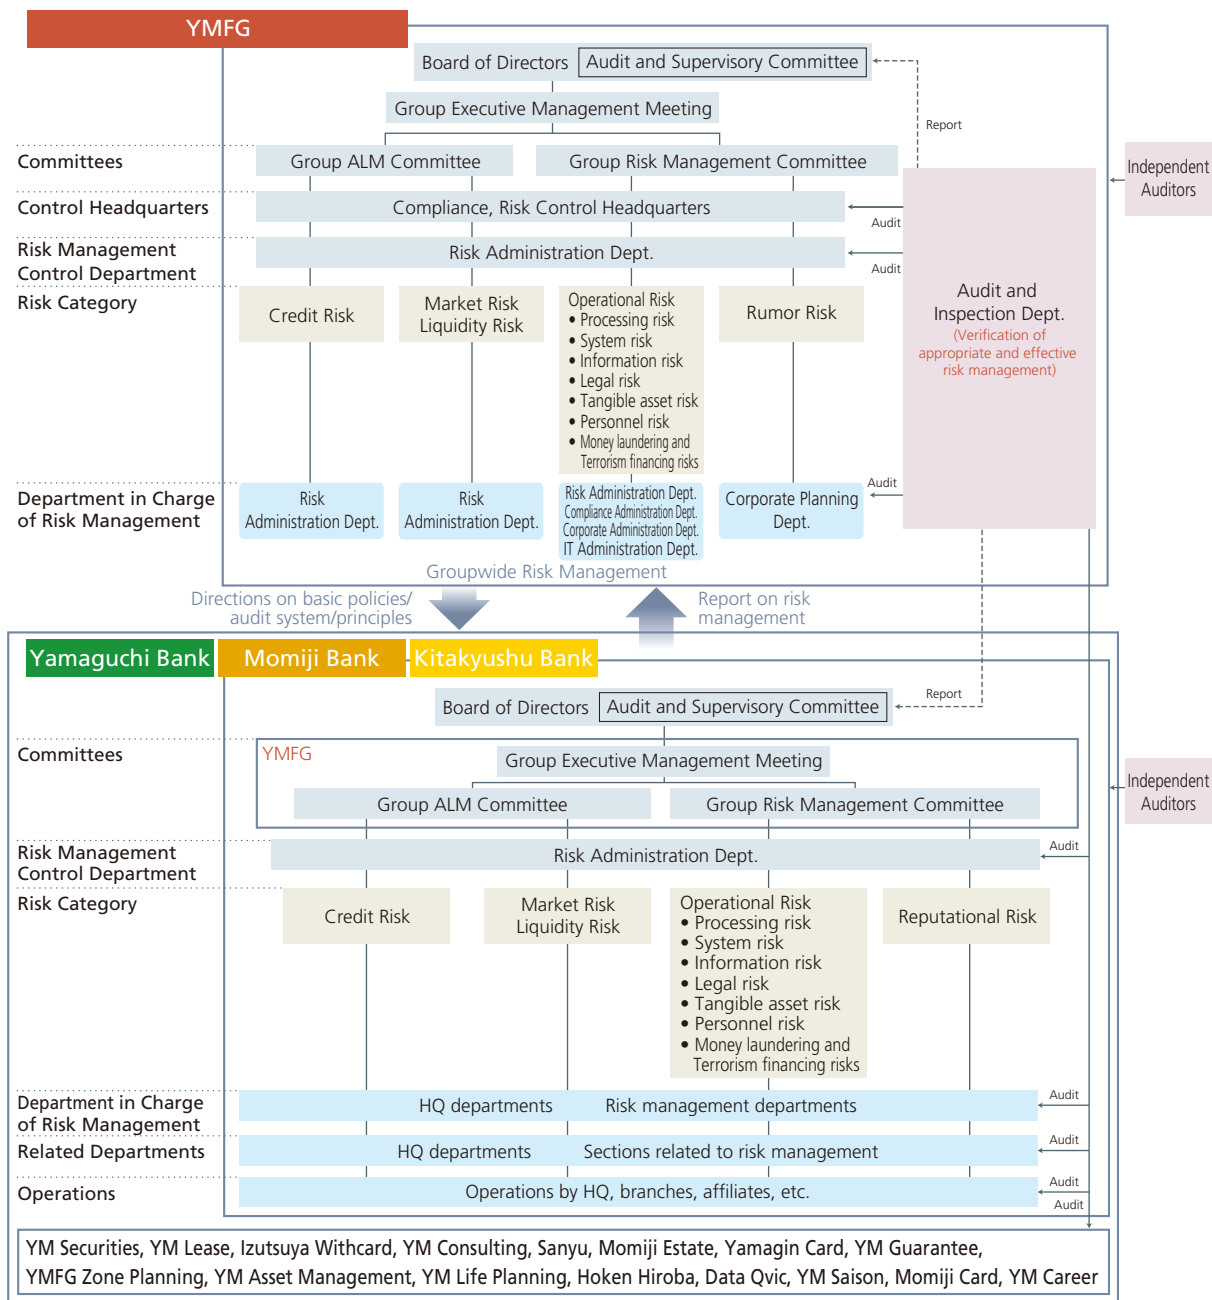 YMFG
Board of Directors
Audit and Supervisory Committee
Group Executive Management Meeting
Report
Committees
Group ALM Committee
Group Risk Management Committee
Independent
Auditors
Control Headquarters
Compliance, Risk Control Headquarters
Audit
Risk Management
Control Department
Risk Administration Dept.
Audit
Risk Category
Credit Risk
Market Risk
Liquidity Risk
Operational Risk
• Processing risk
• System risk
• Information risk
• Legal risk
• Tangible asset risk
• Personnel risk
• Money laundering and
Terrorism financing risks
Rumor Risk
Audit and
Inspection Dept.
(Verification of
appropriate and effective
risk management)
Department in Charge
of Risk Management
Risk
Administration Dept.
Risk
Administration Dept.
Risk Administration Dept.
Compliance Administration Dept.
Corporate Administration Dept.
IT Administration Dept.
Corporate Planning
Dept.
Audit
Groupwide Risk Management
Directions on basic policies/
audit system/principles
Report on risk
management
Yamaguchi Bank
Momiji Bank
Kitakyushu Bank
Board of Directors
Audit and Supervisory Committee
Report
Committees
YMFG
Group Executive Management Meeting
Group ALM Committee
Group Risk Management Committee
Independent
Auditors
Risk Management
Control Department
Risk Administration Dept.
Audit
Risk Category
Credit Risk
Market Risk
Liquidity Risk
Operational Risk
• Processing risk
• System risk
• Information risk
• Legal risk
• Tangible asset risk
• Personnel risk
• Money laundering and
Terrorism financing risks
Reputational Risk
Department in Charge
of Risk Management
HQ departments Risk management departments
Audit
Related Departments
HQ departments Sections related to risk management
Audit
Operations
Operations by HQ, branches, affiliates, etc.
Audit
Audit
YM Securities, YM Lease, Izutsuya Withcard, YM Consulting, Sanyu, Momiji Estate, Yamagin Card, YM Guarantee,
YMFG Zone Planning, YM Asset Management, YM Life Planning, Hoken Hiroba, Data Qvic, YM Saison, Momiji Card, YM Career